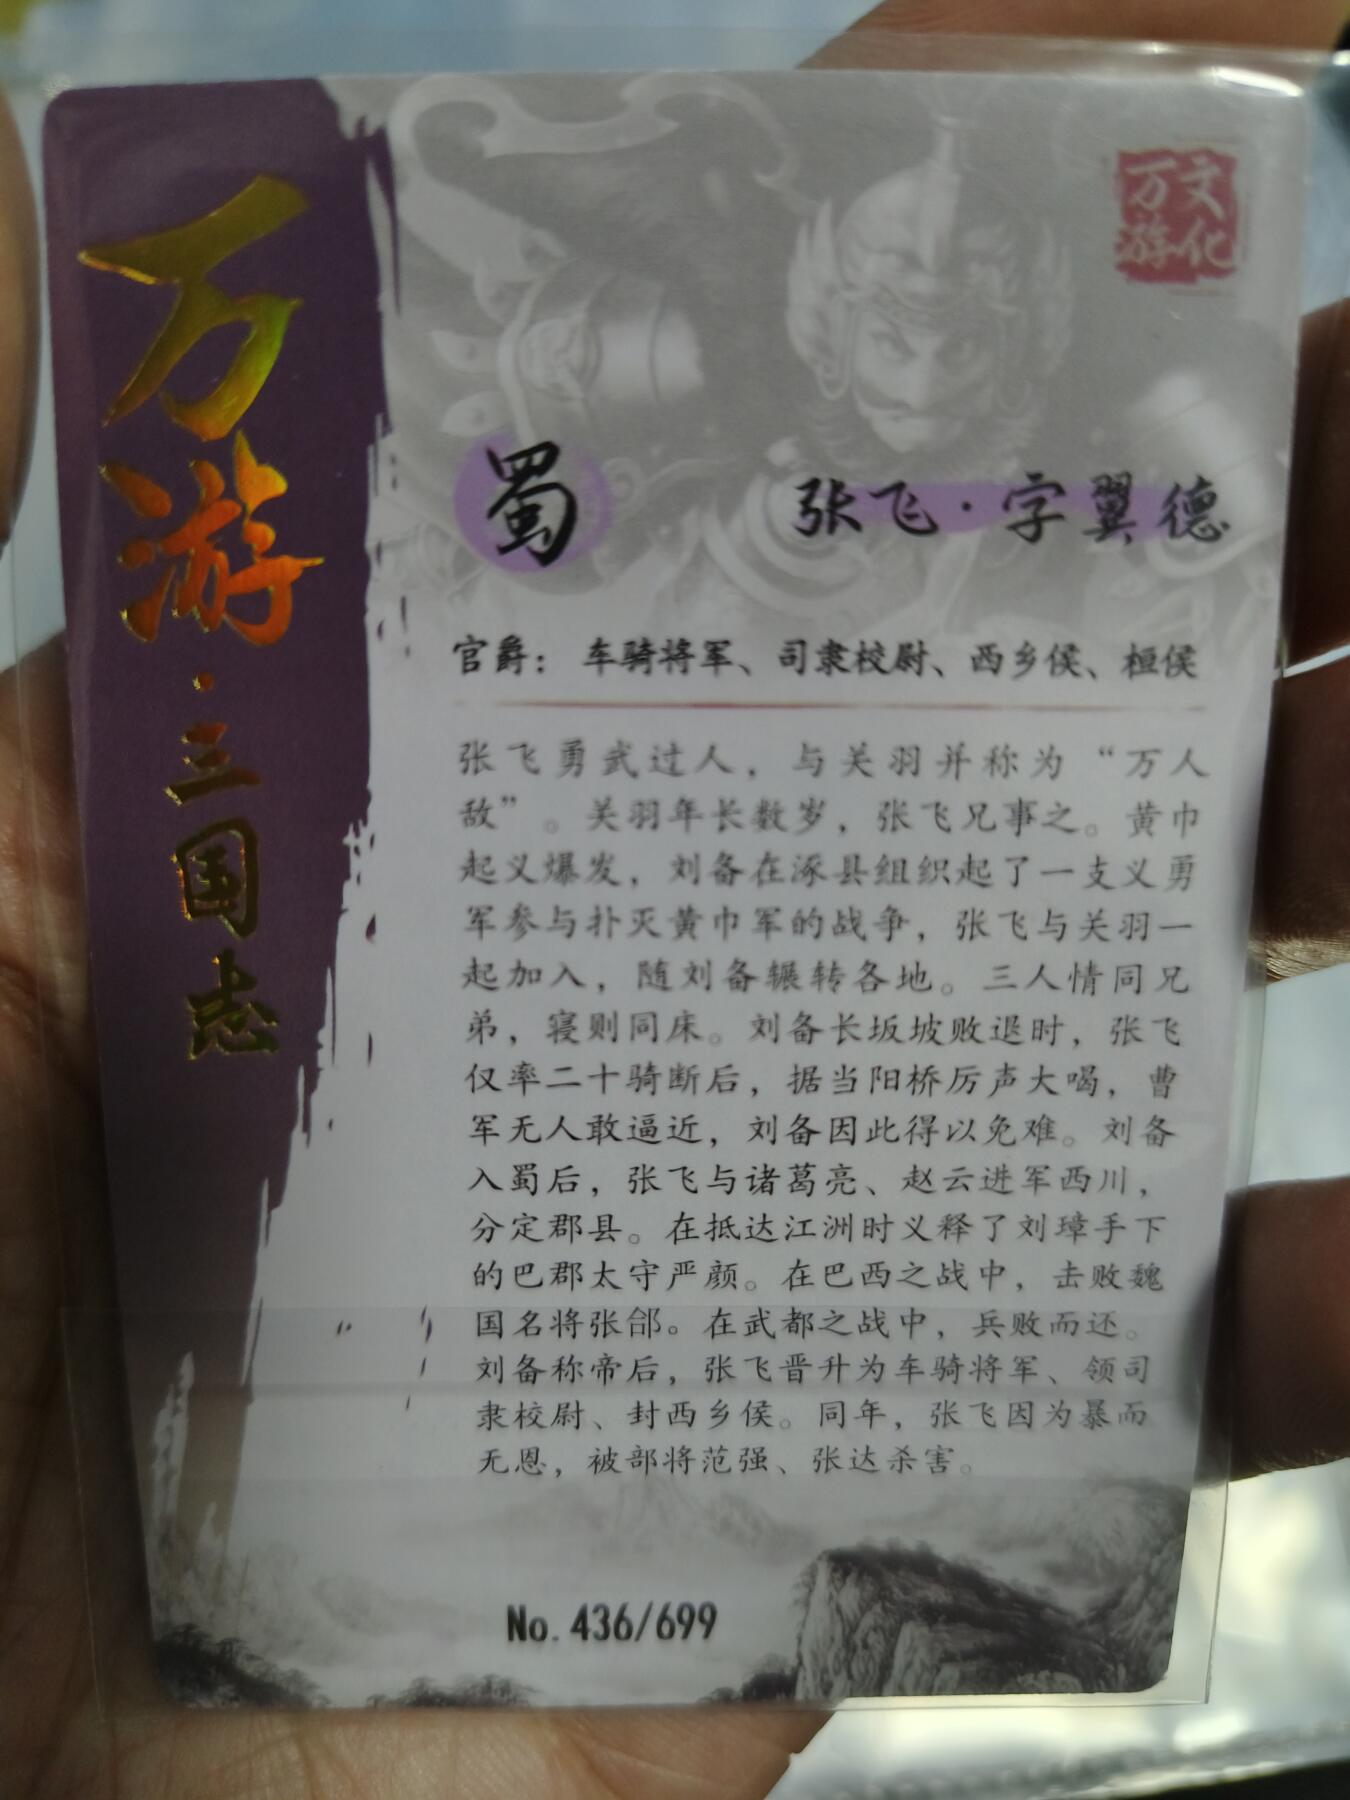 万游·三国志
文化
万游
蜀
张飞·字翼德
官爵：车骑将军、司隶校尉、西乡侯、桓侯
张飞勇武过人，与关羽并称为“万人
敌”。关羽年长数岁，张飞兄事之。黄巾
起义爆发，刘备在涿县组织起了一支义勇
军参与扑灭黄巾军的战争，张飞与关羽一
起加入，随刘备辗转各地。三人情同兄
弟，寝则同床。刘备长坂坡败退时，张飞
仅率二十骑断后，据当阳桥厉声大喝，曹
军无人敢逼近，刘备因此得以免难。刘备
入蜀后，张飞与诸葛亮、赵云进军西川，
分定郡县。在抵达江洲时义释了刘璋手下
的巴郡太守严颜。在巴西之战中，击败魏
国名将张郃。在武都之战中，兵败而还。
刘备称帝后，张飞晋升为车骑将军、领司
隶校尉、封西乡侯。同年，张飞因为暴而
无恩，被部将范强、张达杀害。
No. 436/699